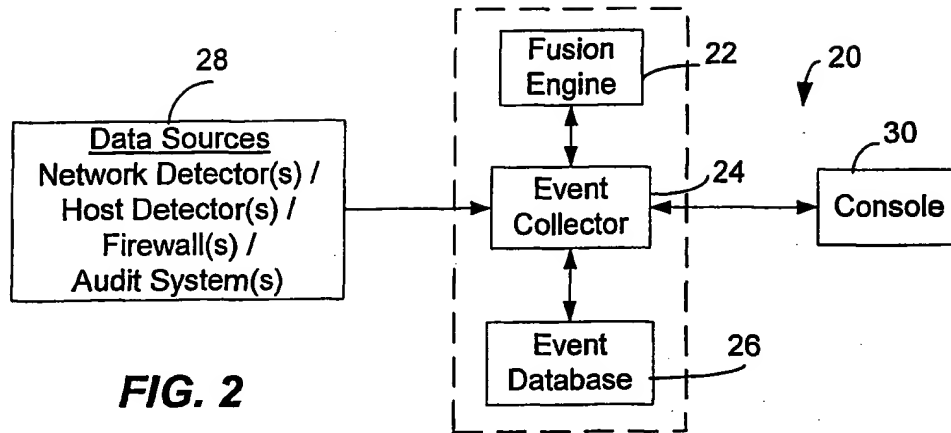 28
Data Sources
Network Detector(s) /
Host Detector(s) /
Firewall(s) /
Audit System(s)
Fusion
Engine
22
20
Event
Collector
24
30
Console
Event
Database
26
FIG. 2